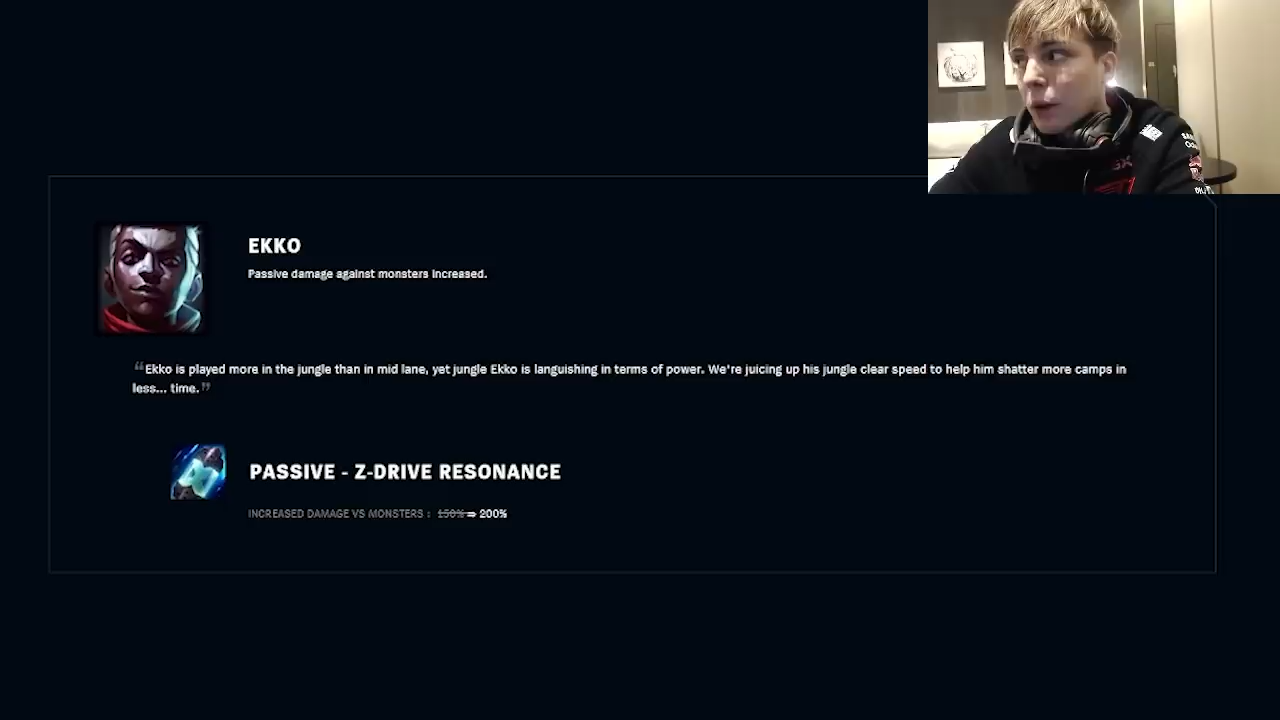 EKKO
Passive damage against monsters increased.
“Ekko is played more in the jungle than in mid lane, yet jungle Ekko is languishing in terms of power. We're juicing up his jungle clear speed to help him shatter more camps in
less... time.”
PASSIVE - Z-DRIVE RESONANCE
INCREASED DAMAGE VS MONSTERS : 150% ⇒ 200%